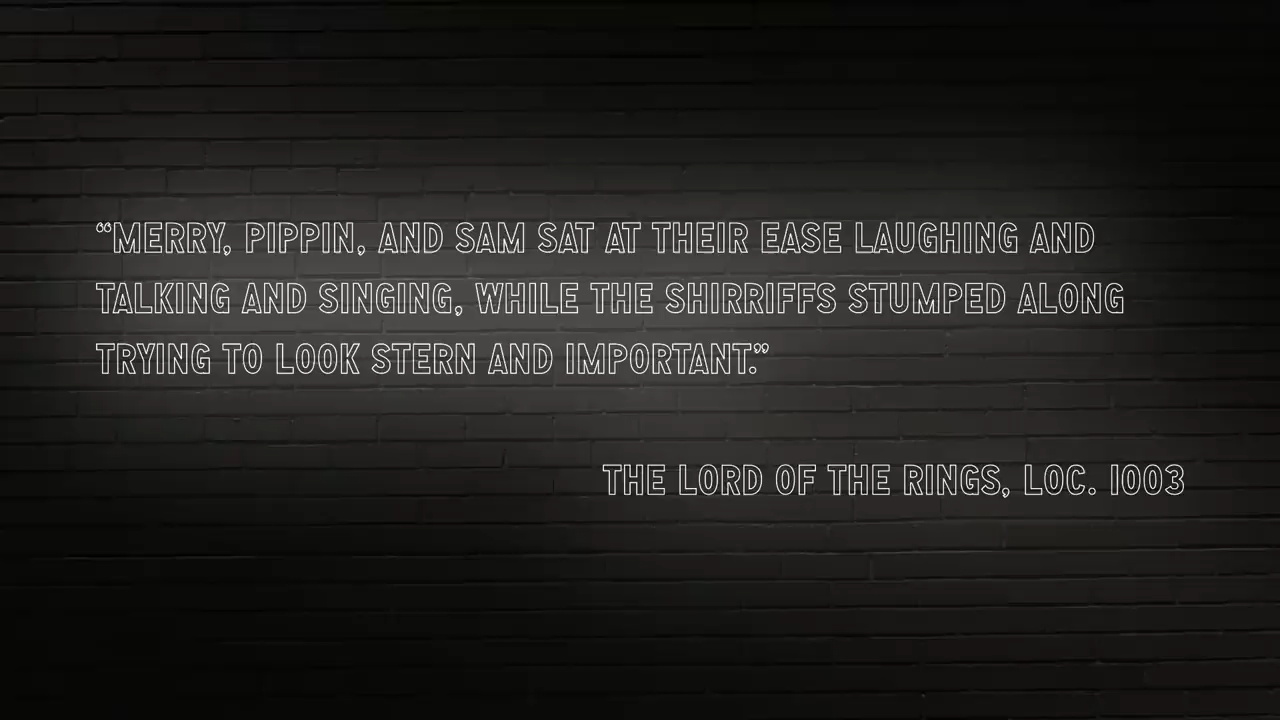 “MERRY, PIPPIN, AND SAM SAT AT THEIR EASE LAUGHING AND
TALKING AND SINGING, WHILE THE SHIRRIFFS STUMPED ALONG
TRYING TO LOOK STERN AND IMPORTANT.”
THE LORD OF THE RINGS, LOC. 1003